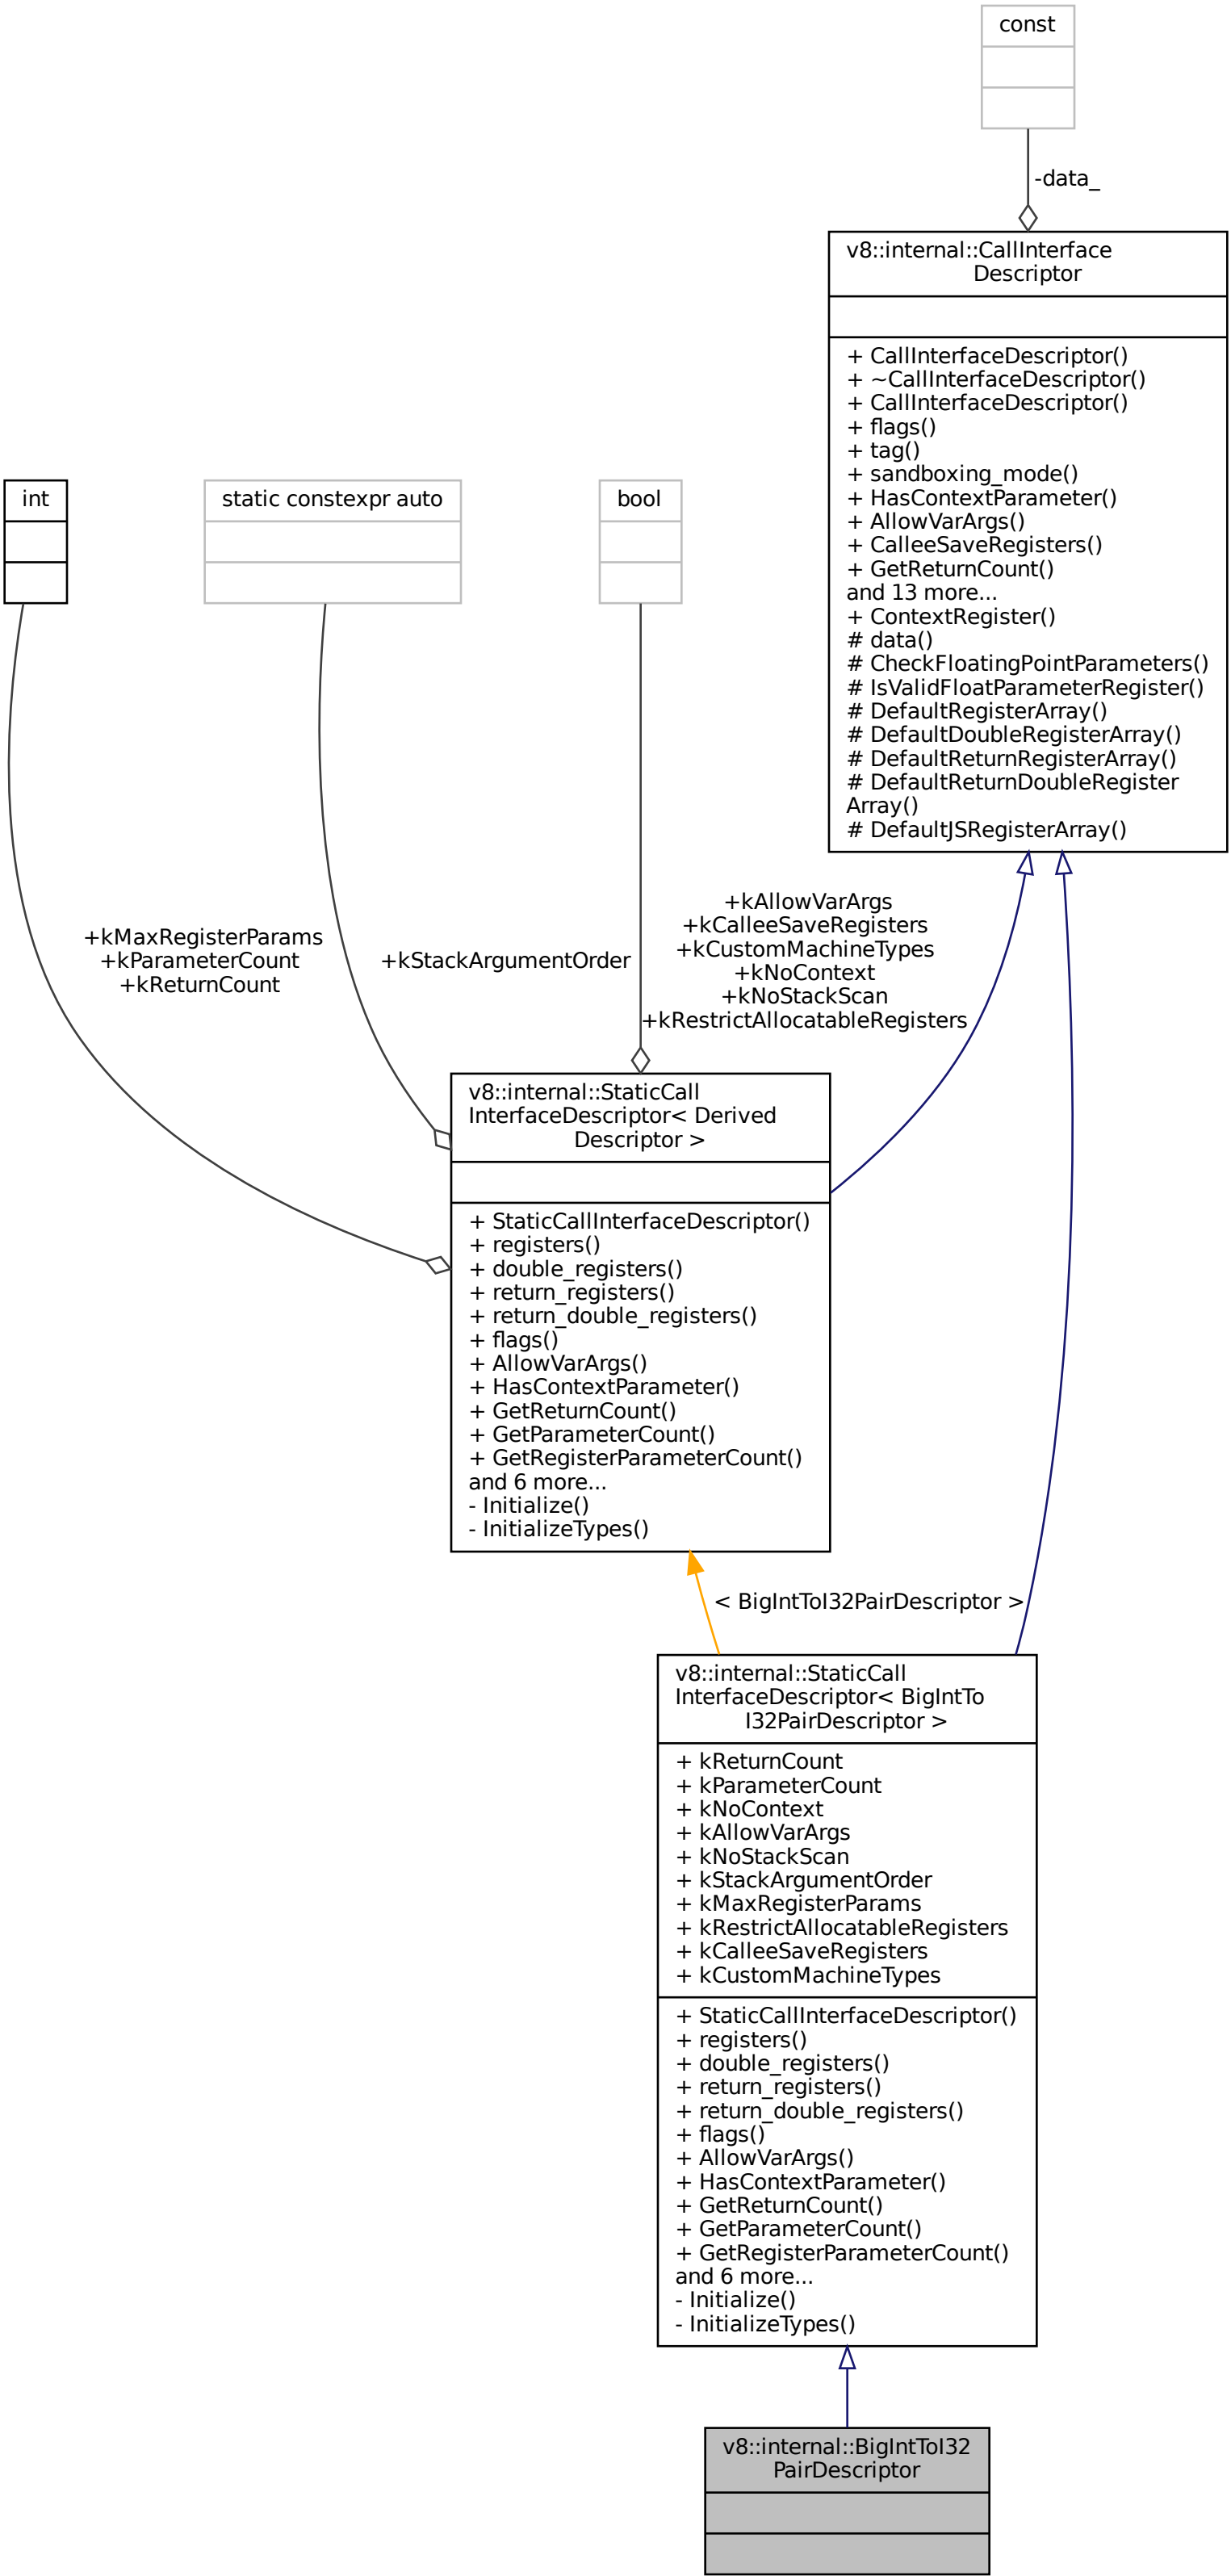 const
-data_
v8::internal::CallInterface
Descriptor
+ CallInterfaceDescriptor()
+ ~CallInterfaceDescriptor()
+ CallInterfaceDescriptor()
+ flags()
+ tag()
+ sandboxing_mode()
+ HasContextParameter()
+ AllowVarArgs()
+ CalleeSaveRegisters()
+ GetReturnCount()
and 13 more...
+ ContextRegister()
# data()
# CheckFloatingPointParameters()
# IsValidFloatParameterRegister()
# DefaultRegisterArray()
# DefaultDoubleRegisterArray()
# DefaultReturnRegisterArray()
# DefaultReturnDoubleRegister
Array()
# DefaultJSRegisterArray()
int
static constexpr auto
bool
+kMaxRegisterParams
+kParameterCount
+kReturnCount
+kStackArgumentOrder
+kAllowVarArgs
+kCalleeSaveRegisters
+kCustomMachineTypes
+kNoContext
+kNoStackScan
+kRestrictAllocatableRegisters
v8::internal::StaticCall
InterfaceDescriptor< Derived
Descriptor >
+ StaticCallInterfaceDescriptor()
+ registers()
+ double_registers()
+ return_registers()
+ return_double_registers()
+ flags()
+ AllowVarArgs()
+ HasContextParameter()
+ GetReturnCount()
+ GetParameterCount()
+ GetRegisterParameterCount()
and 6 more...
- Initialize()
- InitializeTypes()
< BigIntToI32PairDescriptor >
v8::internal::StaticCall
InterfaceDescriptor< BigIntTo
I32PairDescriptor >
+ kReturnCount
+ kParameterCount
+ kNoContext
+ kAllowVarArgs
+ kNoStackScan
+ kStackArgumentOrder
+ kMaxRegisterParams
+ kRestrictAllocatableRegisters
+ kCalleeSaveRegisters
+ kCustomMachineTypes
+ StaticCallInterfaceDescriptor()
+ registers()
+ double_registers()
+ return_registers()
+ return_double_registers()
+ flags()
+ AllowVarArgs()
+ HasContextParameter()
+ GetReturnCount()
+ GetParameterCount()
+ GetRegisterParameterCount()
and 6 more...
- Initialize()
- InitializeTypes()
v8::internal::BigIntToI32
PairDescriptor